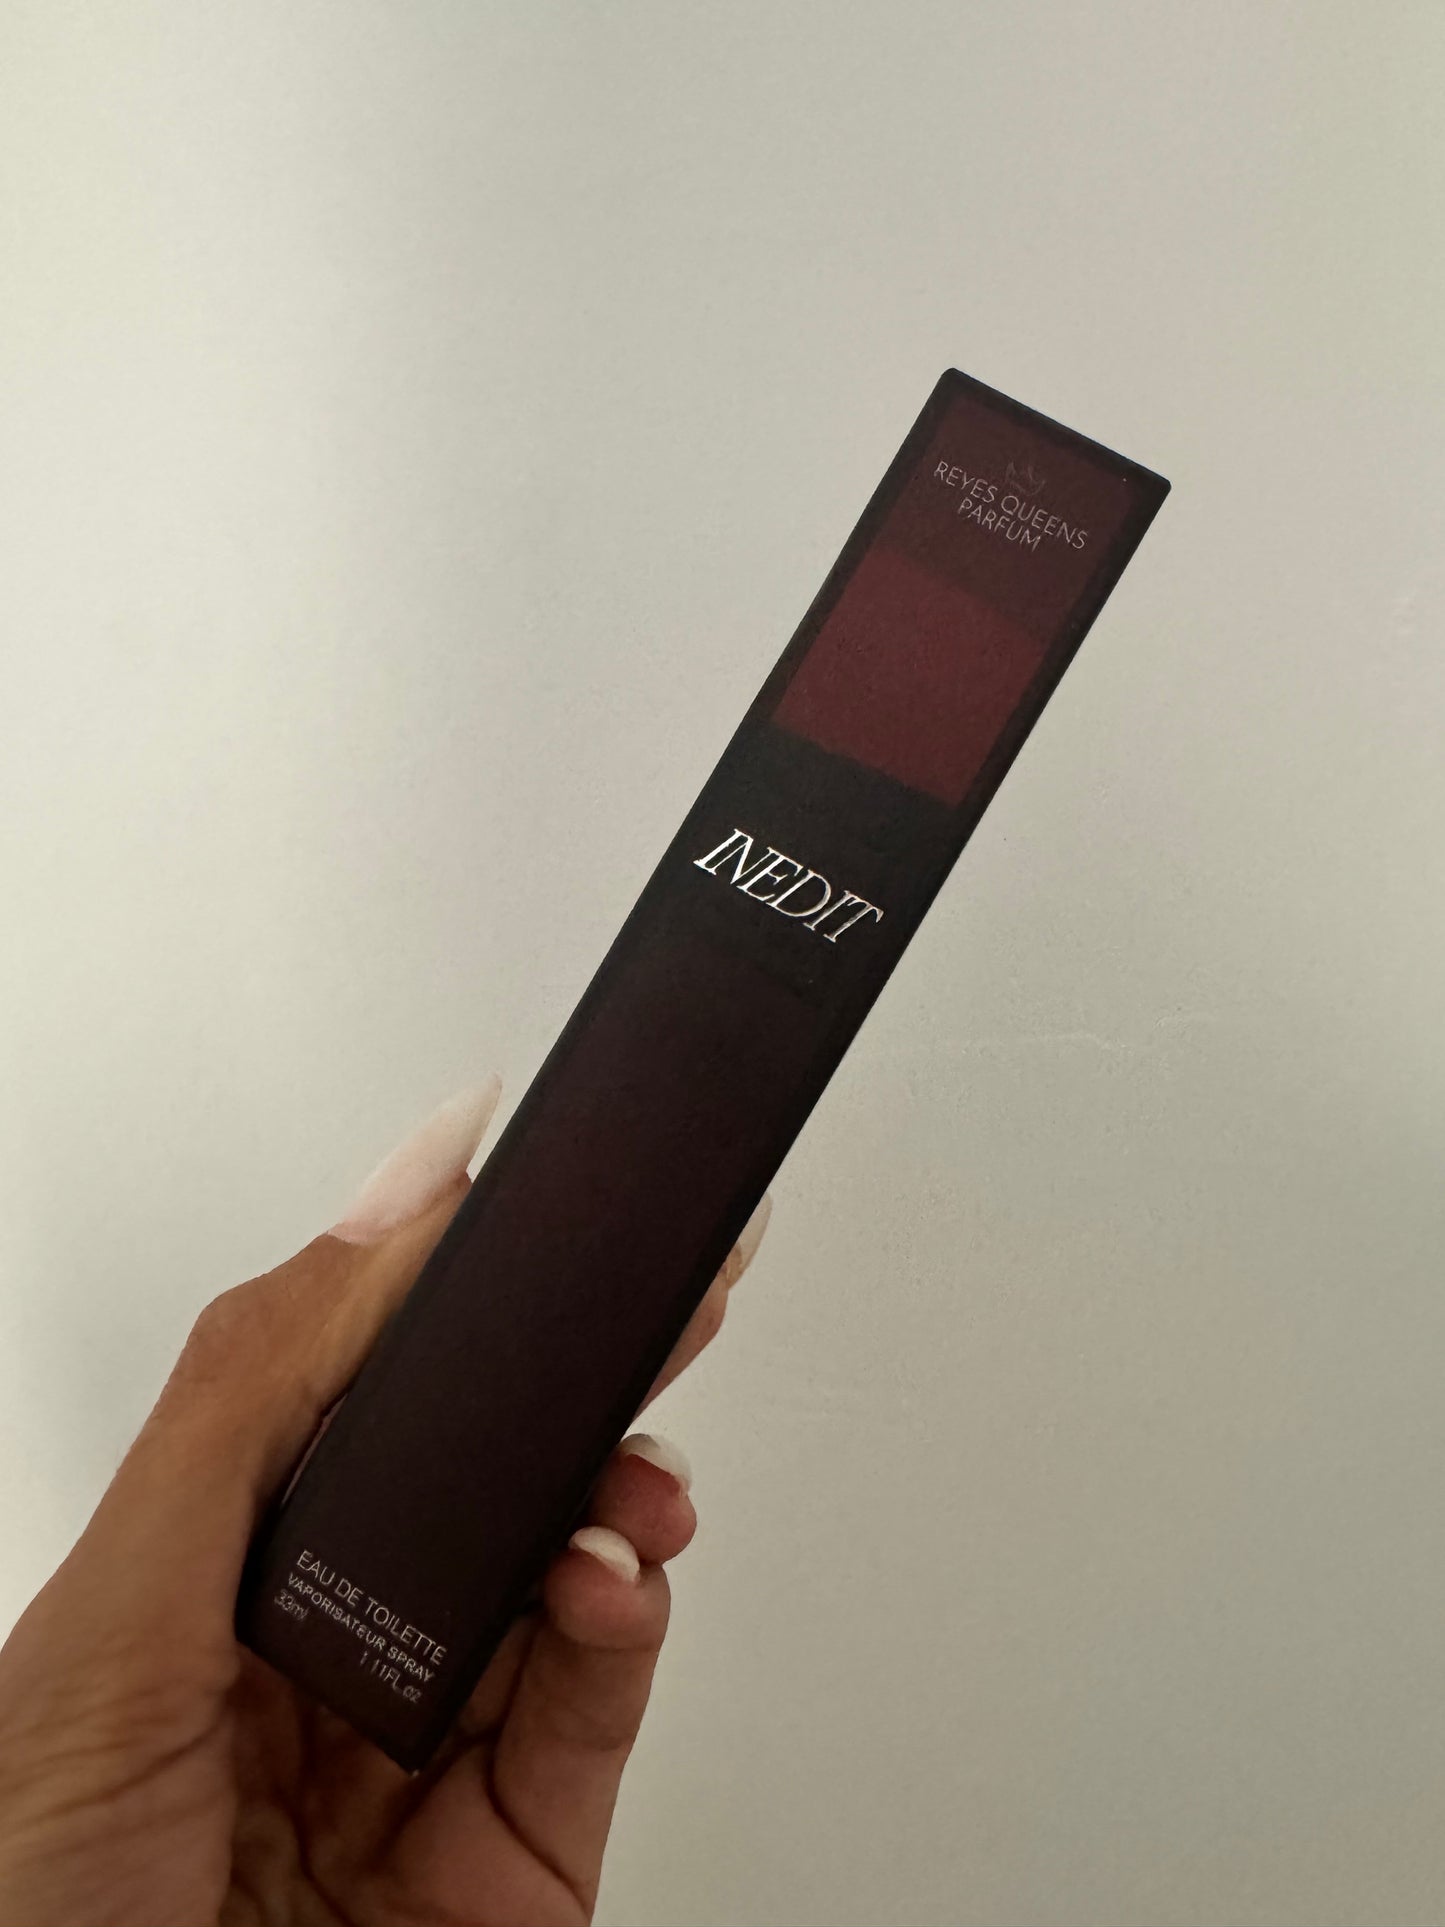 REYES QUEENS
PARFUM
INEDIT
EAU DE TOILETTE
VAPORISATEUR SPRAY
33ml 1.11FL.oz